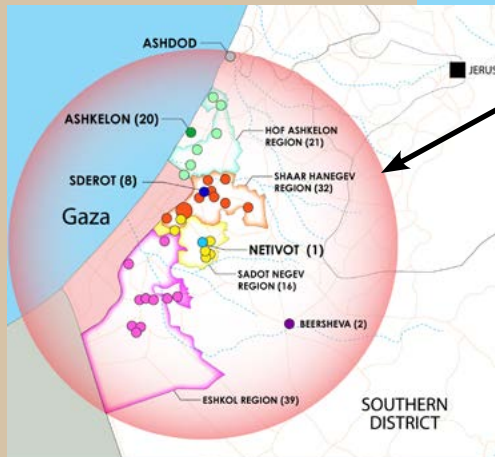 ASHDOD
JERUS
ASHKELON (20)
HOF ASHKELON
REGION (21)
SDEROT (8)
SHAAR HANEGEV
REGION (32)
Gaza
NETIVOT (1)
SADOT NEGEV
REGION (16)
BEERSHEVA (2)
ESHKOL REGION (39)
SOUTHERN
DISTRICT